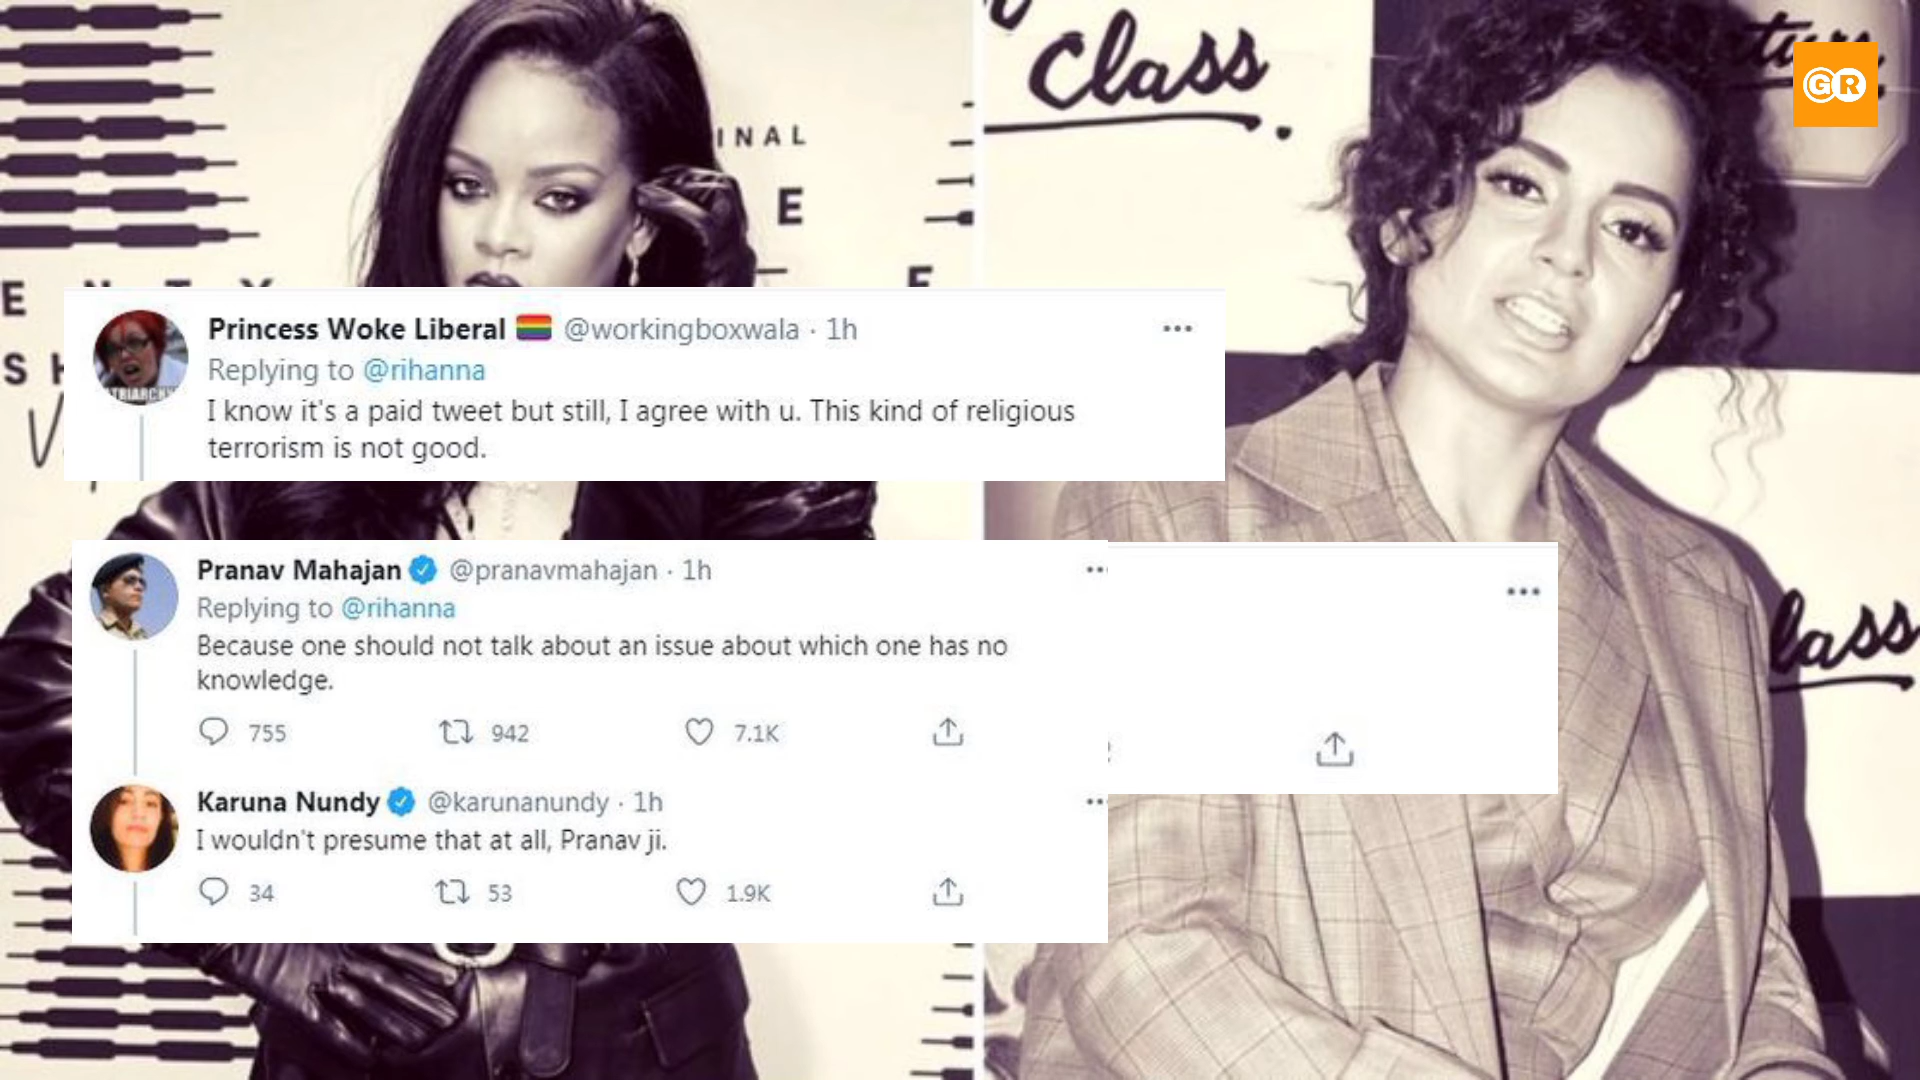 Class
INAL
E
E N T Y
E
S H
GR
Princess Woke Liberal @workingboxwala · 1h
Replying to @rihanna
I know it's a paid tweet but still, I agree with u. This kind of religious
terrorism is not good.
TRIARCHY
Pranav Mahajan @pranavmahajan · 1h
Replying to @rihanna
Because one should not talk about an issue about which one has no
knowledge.
755 942 7.1K
Karuna Nundy @karunanundy · 1h
I wouldn't presume that at all, Pranav ji.
34 53 1.9K
lass